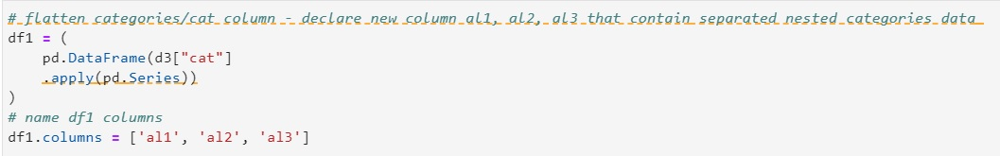 # flatten categories/cat column - declare new column al1, al2, al3 that contain separated nested categories data
df1 = (
    pd.DataFrame(d3["cat"]
    .apply(pd.Series))
)
# name df1 columns
df1.columns = ['al1', 'al2', 'al3']